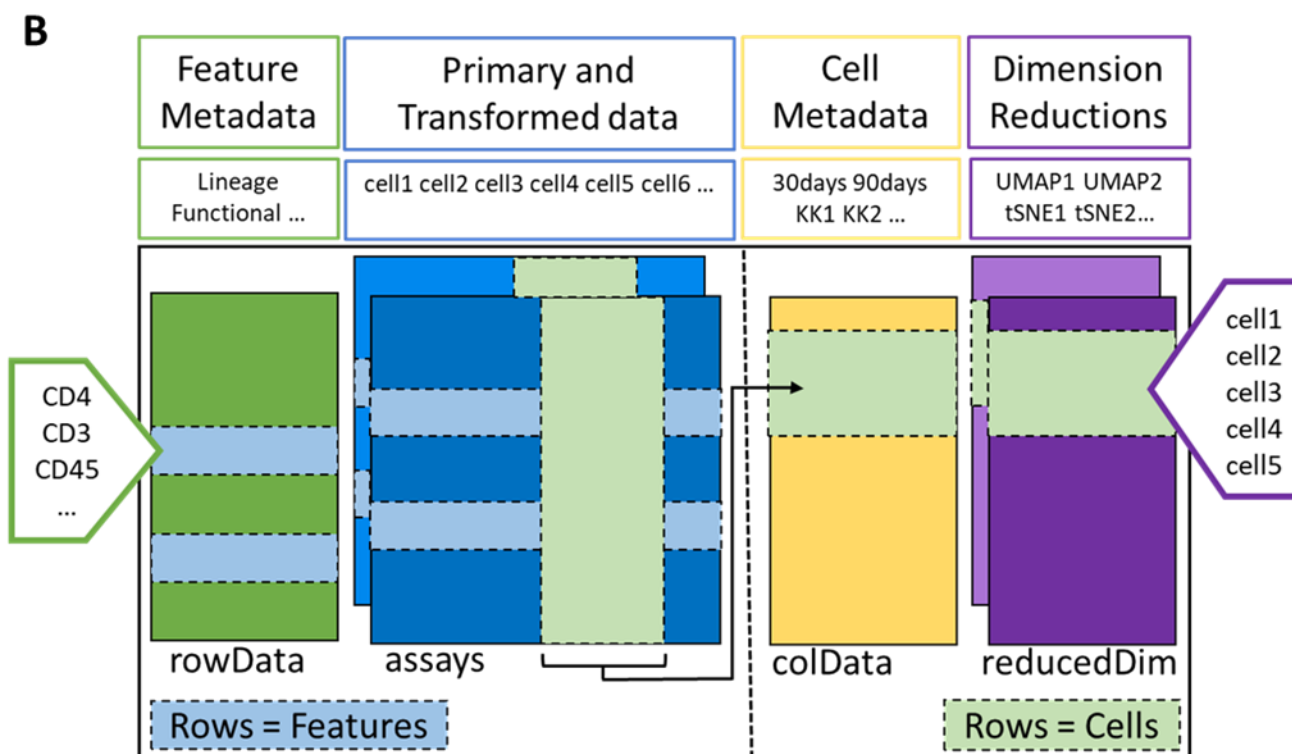 B
Feature
Metadata
Primary and
Transformed data
Cell
Metadata
Dimension
Reductions
Lineage
Functional ...
cell1 cell2 cell3 cell4 cell5 cell6 ...
30days 90days
KK1 KK2 ...
UMAP1 UMAP2
tSNE1 tSNE2...
CD4
CD3
CD45
...
cell1
cell2
cell3
cell4
cell5
rowData
assays
colData
reducedDim
Rows = Features
Rows = Cells